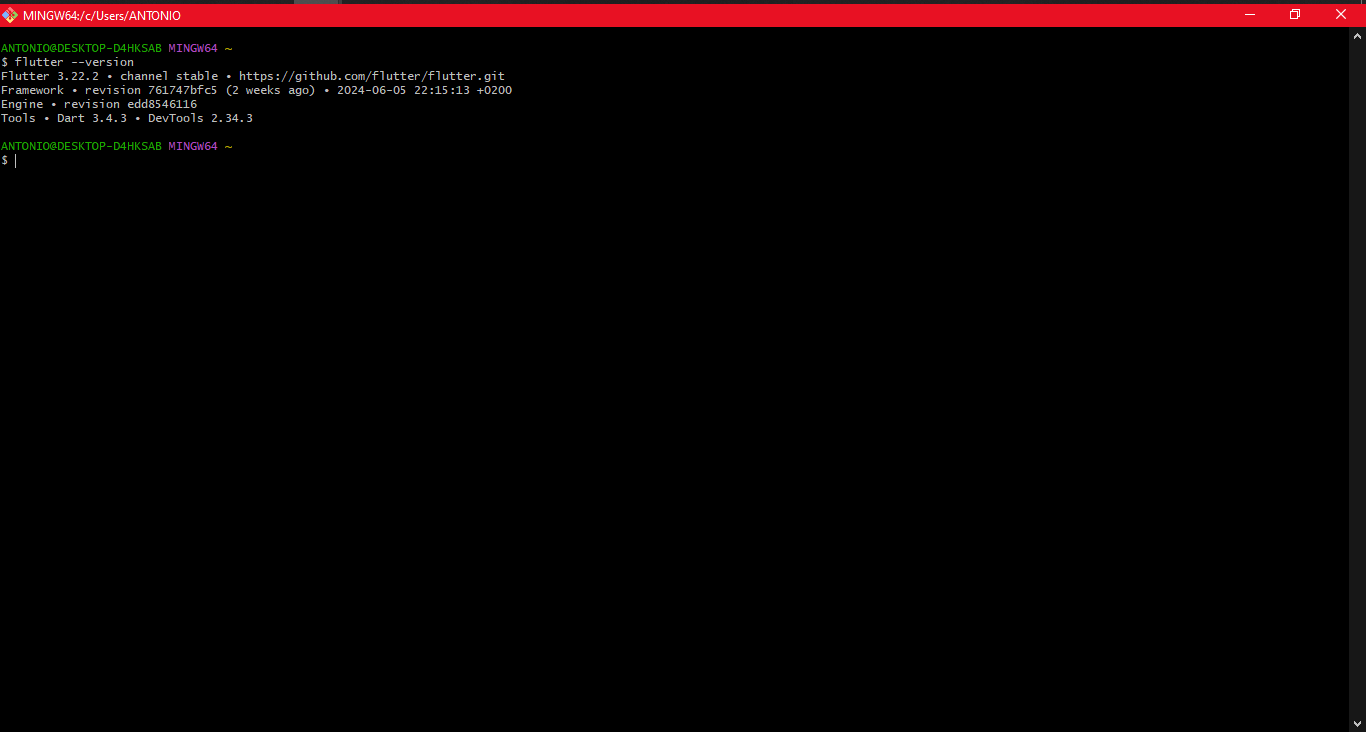 MINGW64:/c/Users/ANTONIO
ANTONIO@DESKTOP-D4HKSAB MINGW64 ~
$ flutter --version
Flutter 3.22.2 • channel stable • https://github.com/flutter/flutter.git
Framework • revision 761747bfc5 (2 weeks ago) • 2024-06-05 22:15:13 +0200
Engine • revision edd8546116
Tools • Dart 3.4.3 • DevTools 2.34.3
ANTONIO@DESKTOP-D4HKSAB MINGW64 ~
$